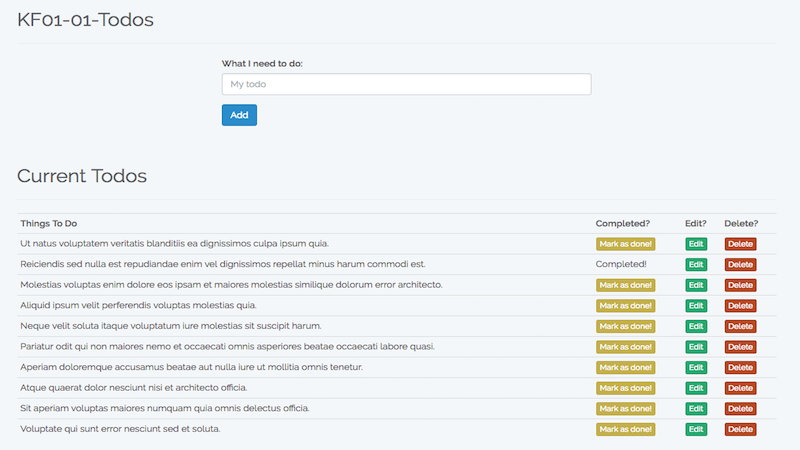 KF01-01-Todos
What I need to do:
My todo
Add
Current Todos
Things To Do Completed? Edit? Delete?
Ut natus voluptatem veritatis blanditiis ea dignissimos culpa ipsum quia. Mark as done! Edit Delete
Reiciendis sed nulla est repudiandae enim vel dignissimos repellat minus harum commodi est. Completed! Edit Delete
Molestias voluptas enim dolore eos ipsam et maiores molestias similique dolorum error architecto. Mark as done! Edit Delete
Aliquid ipsum velit perferendis voluptas molestias quia. Mark as done! Edit Delete
Neque velit soluta itaque voluptatum iure molestias sit suscipit harum. Mark as done! Edit Delete
Pariatur odit qui non maiores nemo et occaecati omnis asperiores beatae occaecati labore quasi. Mark as done! Edit Delete
Aperiam doloremque accusamus beatae aut nulla iure ut mollitia omnis tenetur. Mark as done! Edit Delete
Atque quaerat dolor nesciunt nisi et architecto officia. Mark as done! Edit Delete
Sit aperiam voluptas maiores numquam quia omnis delectus officia. Mark as done! Edit Delete
Voluptate qui sunt error nesciunt sed et soluta. Mark as done! Edit Delete